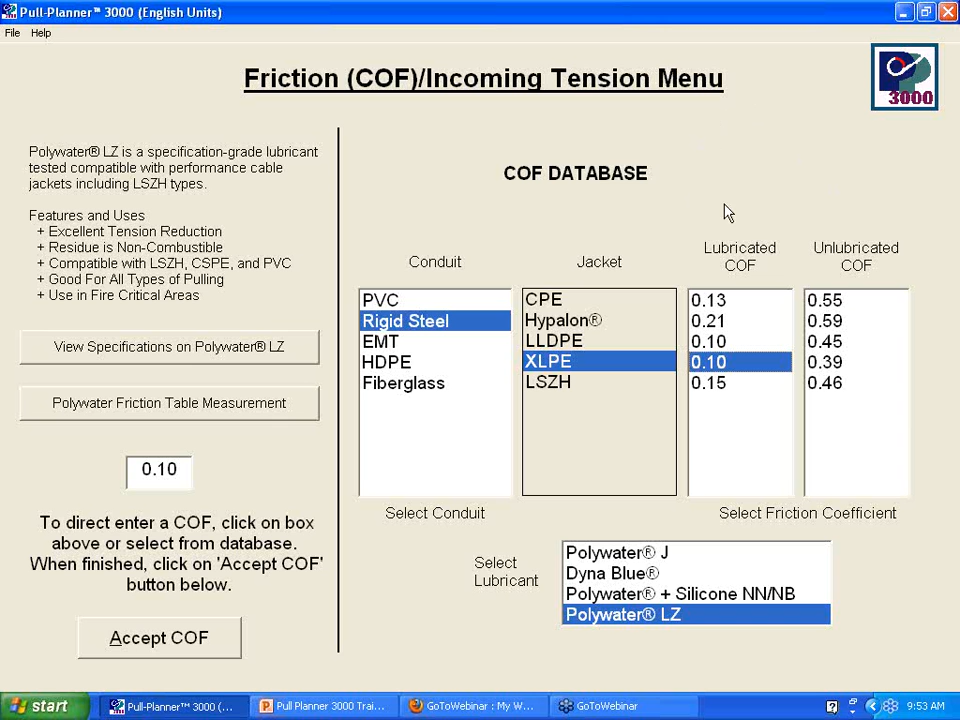 Pull-Planner™ 3000 (English Units)
File Help
Friction (COF)/Incoming Tension Menu
3000
Polywater® LZ is a specification-grade lubricant
tested compatible with performance cable
jackets including LSZH types.
Features and Uses
+ Excellent Tension Reduction
+ Residue is Non-Combustible
+ Compatible with LSZH, CSPE, and PVC
+ Good For All Types of Pulling
+ Use in Fire Critical Areas
View Specifications on Polywater® LZ
Polywater Friction Table Measurement
0.10
To direct enter a COF, click on box
above or select from database.
When finished, click on 'Accept COF'
button below.
Accept COF
COF DATABASE
Conduit
Jacket
Lubricated
COF
Unlubricated
COF
PVC
Rigid Steel
EMT
HDPE
Fiberglass
CPE
Hypalon®
LLDPE
XLPE
LSZH
0.13
0.21
0.10
0.10
0.15
0.55
0.59
0.45
0.39
0.46
Select Conduit
Select Friction Coefficient
Select
Lubricant
Polywater® J
Dyna Blue®
Polywater® + Silicone NN/NB
Polywater® LZ
start
Pull-Planner™ 3000 (...
Pull Planner 3000 Trai...
GoToWebinar : My W...
GoToWebinar
9:53 AM